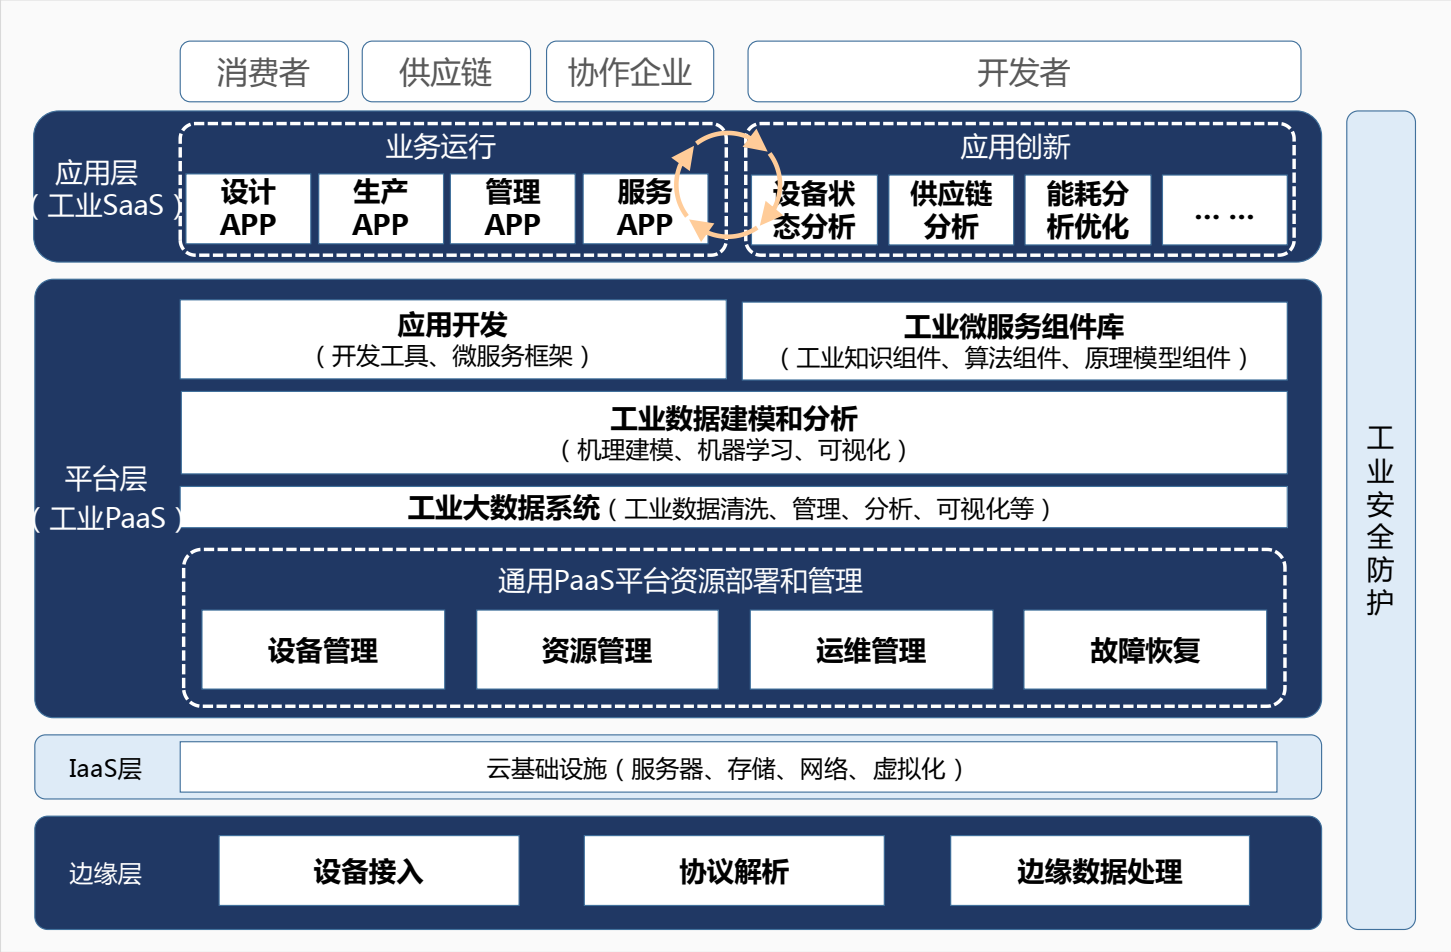 消费者
供应链
协作企业
开发者
应用层
（工业SaaS）
业务运行
设计
APP
生产
APP
管理
APP
服务
APP
应用创新
设备状
态分析
供应链
分析
能耗分
析优化
... ...
平台层
（工业PaaS）
应用开发
（开发工具、微服务框架）
工业微服务组件库
（工业知识组件、算法组件、原理模型组件）
工业数据建模和分析
（机理建模、机器学习、可视化）
工业大数据系统（工业数据清洗、管理、分析、可视化等）
通用PaaS平台资源部署和管理
设备管理
资源管理
运维管理
故障恢复
IaaS层
云基础设施（服务器、存储、网络、虚拟化）
边缘层
设备接入
协议解析
边缘数据处理
工
业
安
全
防
护